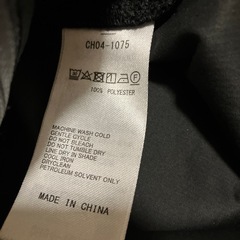 CH04-1075
100% POLYESTER
MACHINE WASH COLD
GENTLE CYCLE
DO NOT BLEACH
DO NOT TUMBLE DRY
LINE DRY IN SHADE
COOL IRON
DRYCLEAN
PETROLEUM SOLVENT ONLY
MADE IN CHINA